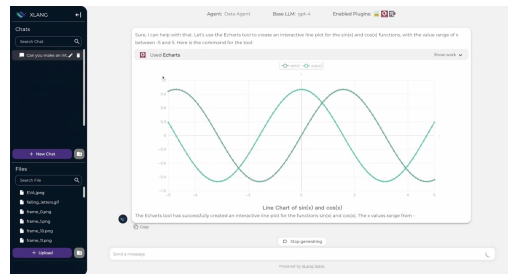 XLANG
Agent: Data Agent
Base LLM: gpt-4
Enabled Plugins:
Chats
Search Chat
Can you make an int
+ New Chat
Files
Search File
EVA.jpeg
falling_letters.gif
frame_0.png
frame_1.png
frame_10.png
frame_11.png
+ Upload
Sure, I can help with that. Let's use the Echarts tool to create an interactive line plot for the sin(x) and cos(x) functions, with the value range of x
between -5 and 5. Here is the command for the tool:
Used Echarts
Show work
sin(x) cos(x)
Line Chart of sin(x) and cos(x)
The Echarts tool has successfully created an interactive line plot for the functions sin(x) and cos(x). The x values range from -
Copy
Stop generating
Send a message
Powered by XLANG